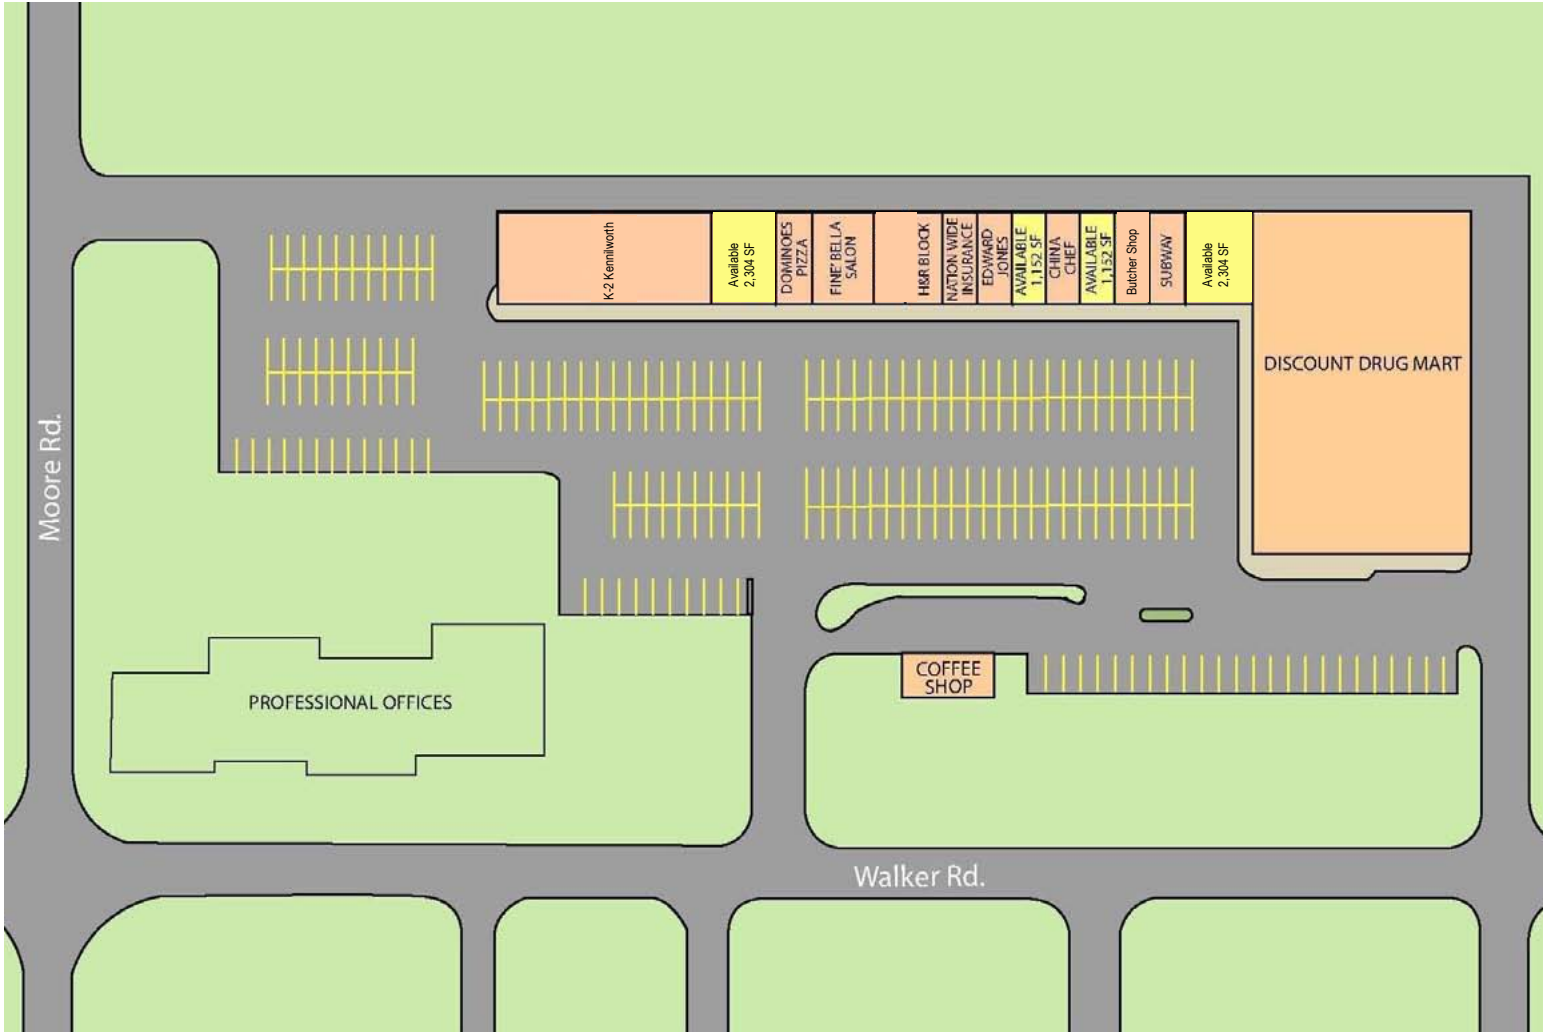 K-2 Kennilworth
Available
2,304 SF
DOMINOES
PIZZA
FINE' BELLA
SALON
H&R BLOCK
NATION WIDE
INSURANCE
EDWARD
JONES
AVAILABLE
1,152 SF
CHINA
CHEF
AVAILABLE
1,152 SF
Butcher Shop
SUBWAY
Available
2,304 SF
DISCOUNT DRUG MART
Moore Rd.
COFFEE
SHOP
PROFESSIONAL OFFICES
Walker Rd.